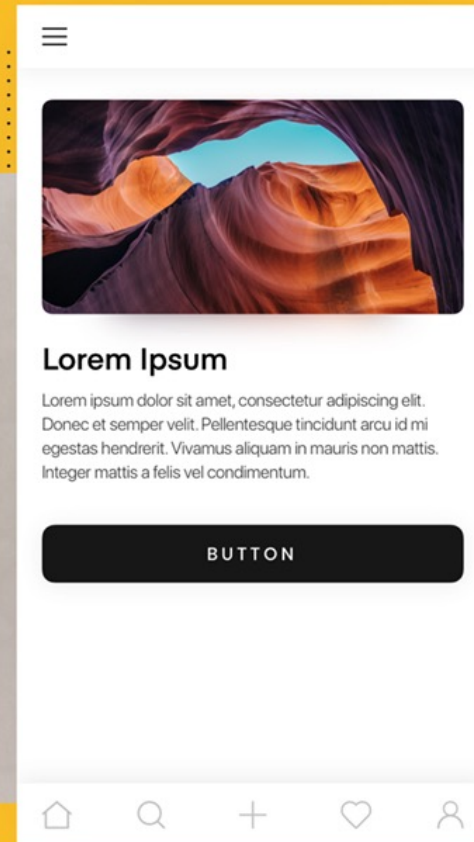 Lorem Ipsum
Lorem ipsum dolor sit amet, consectetur adipiscing elit.
Donec et semper velit. Pellentesque tincidunt arcu id mi
egestas hendrerit. Vivamus aliquam in mauris non mattis.
Integer mattis a felis vel condimentum.
BUTTON